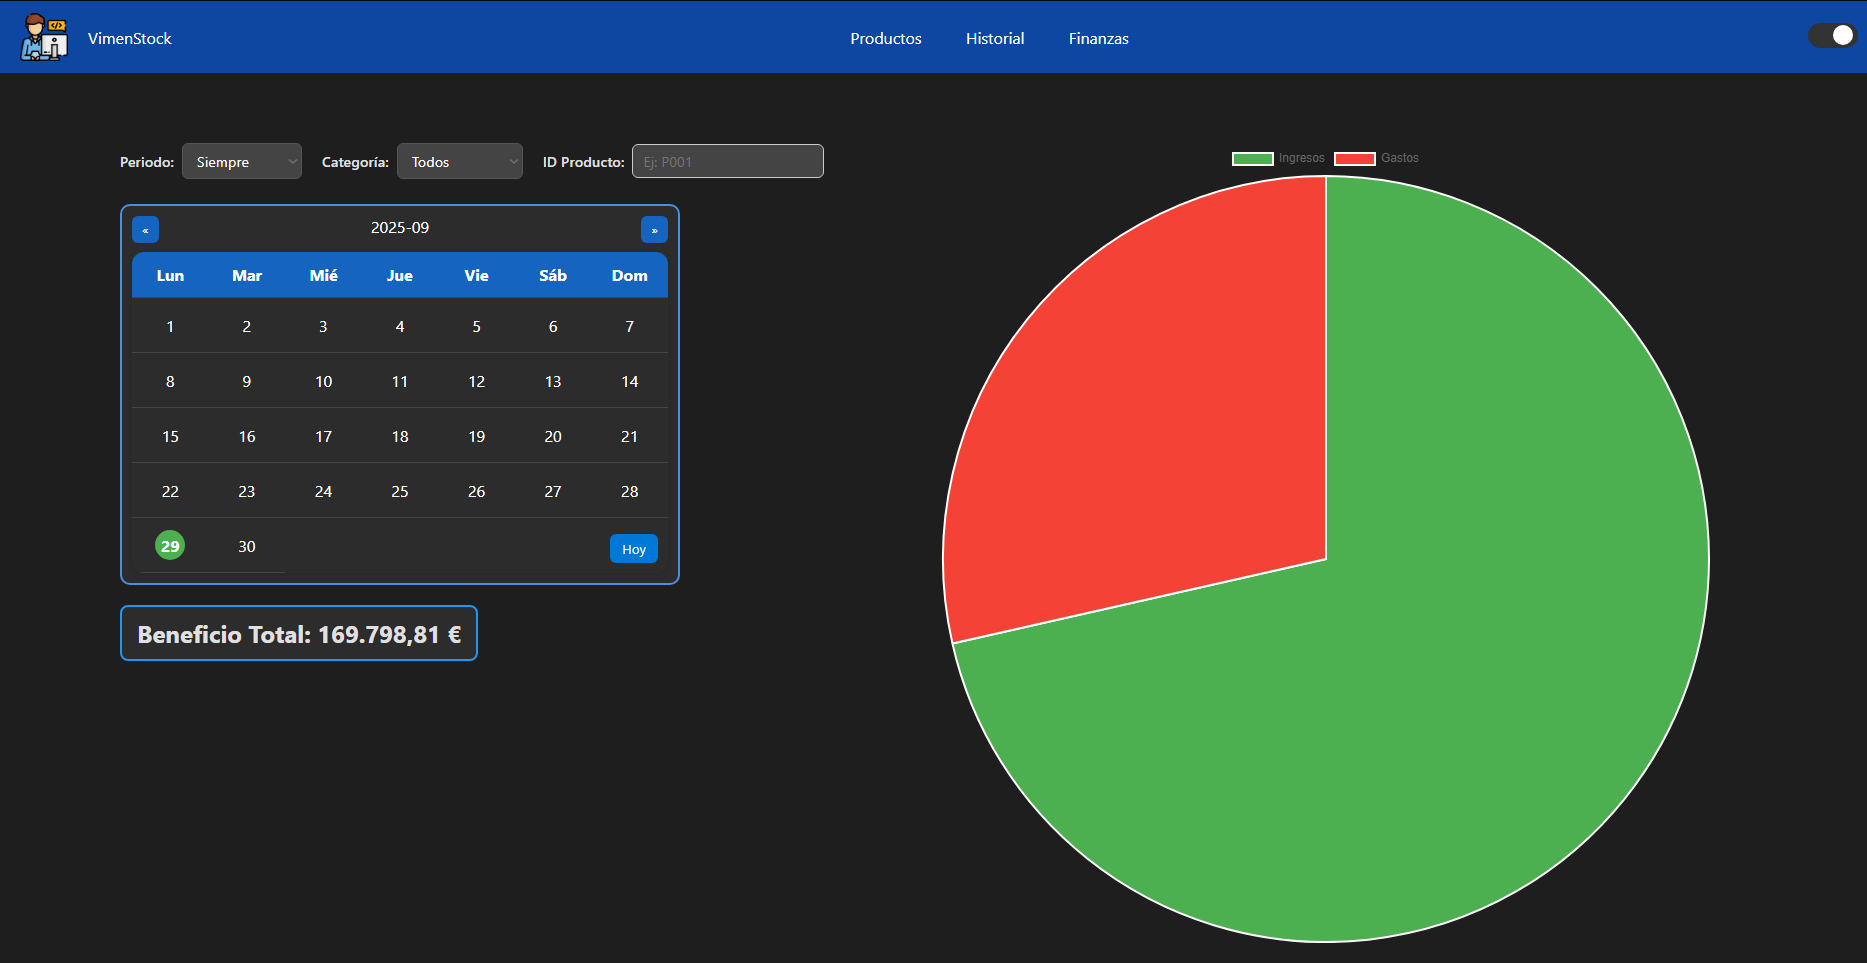 VimenStock
Productos Historial Finanzas
Periodo: Siempre Categoría: Todos ID Producto: Ej: P001
« 2025-09 »
Lun Mar Mié Jue Vie Sáb Dom
1 2 3 4 5 6 7
8 9 10 11 12 13 14
15 16 17 18 19 20 21
22 23 24 25 26 27 28
29 30 Hoy
Beneficio Total: 169.798,81 €
Ingresos Gastos